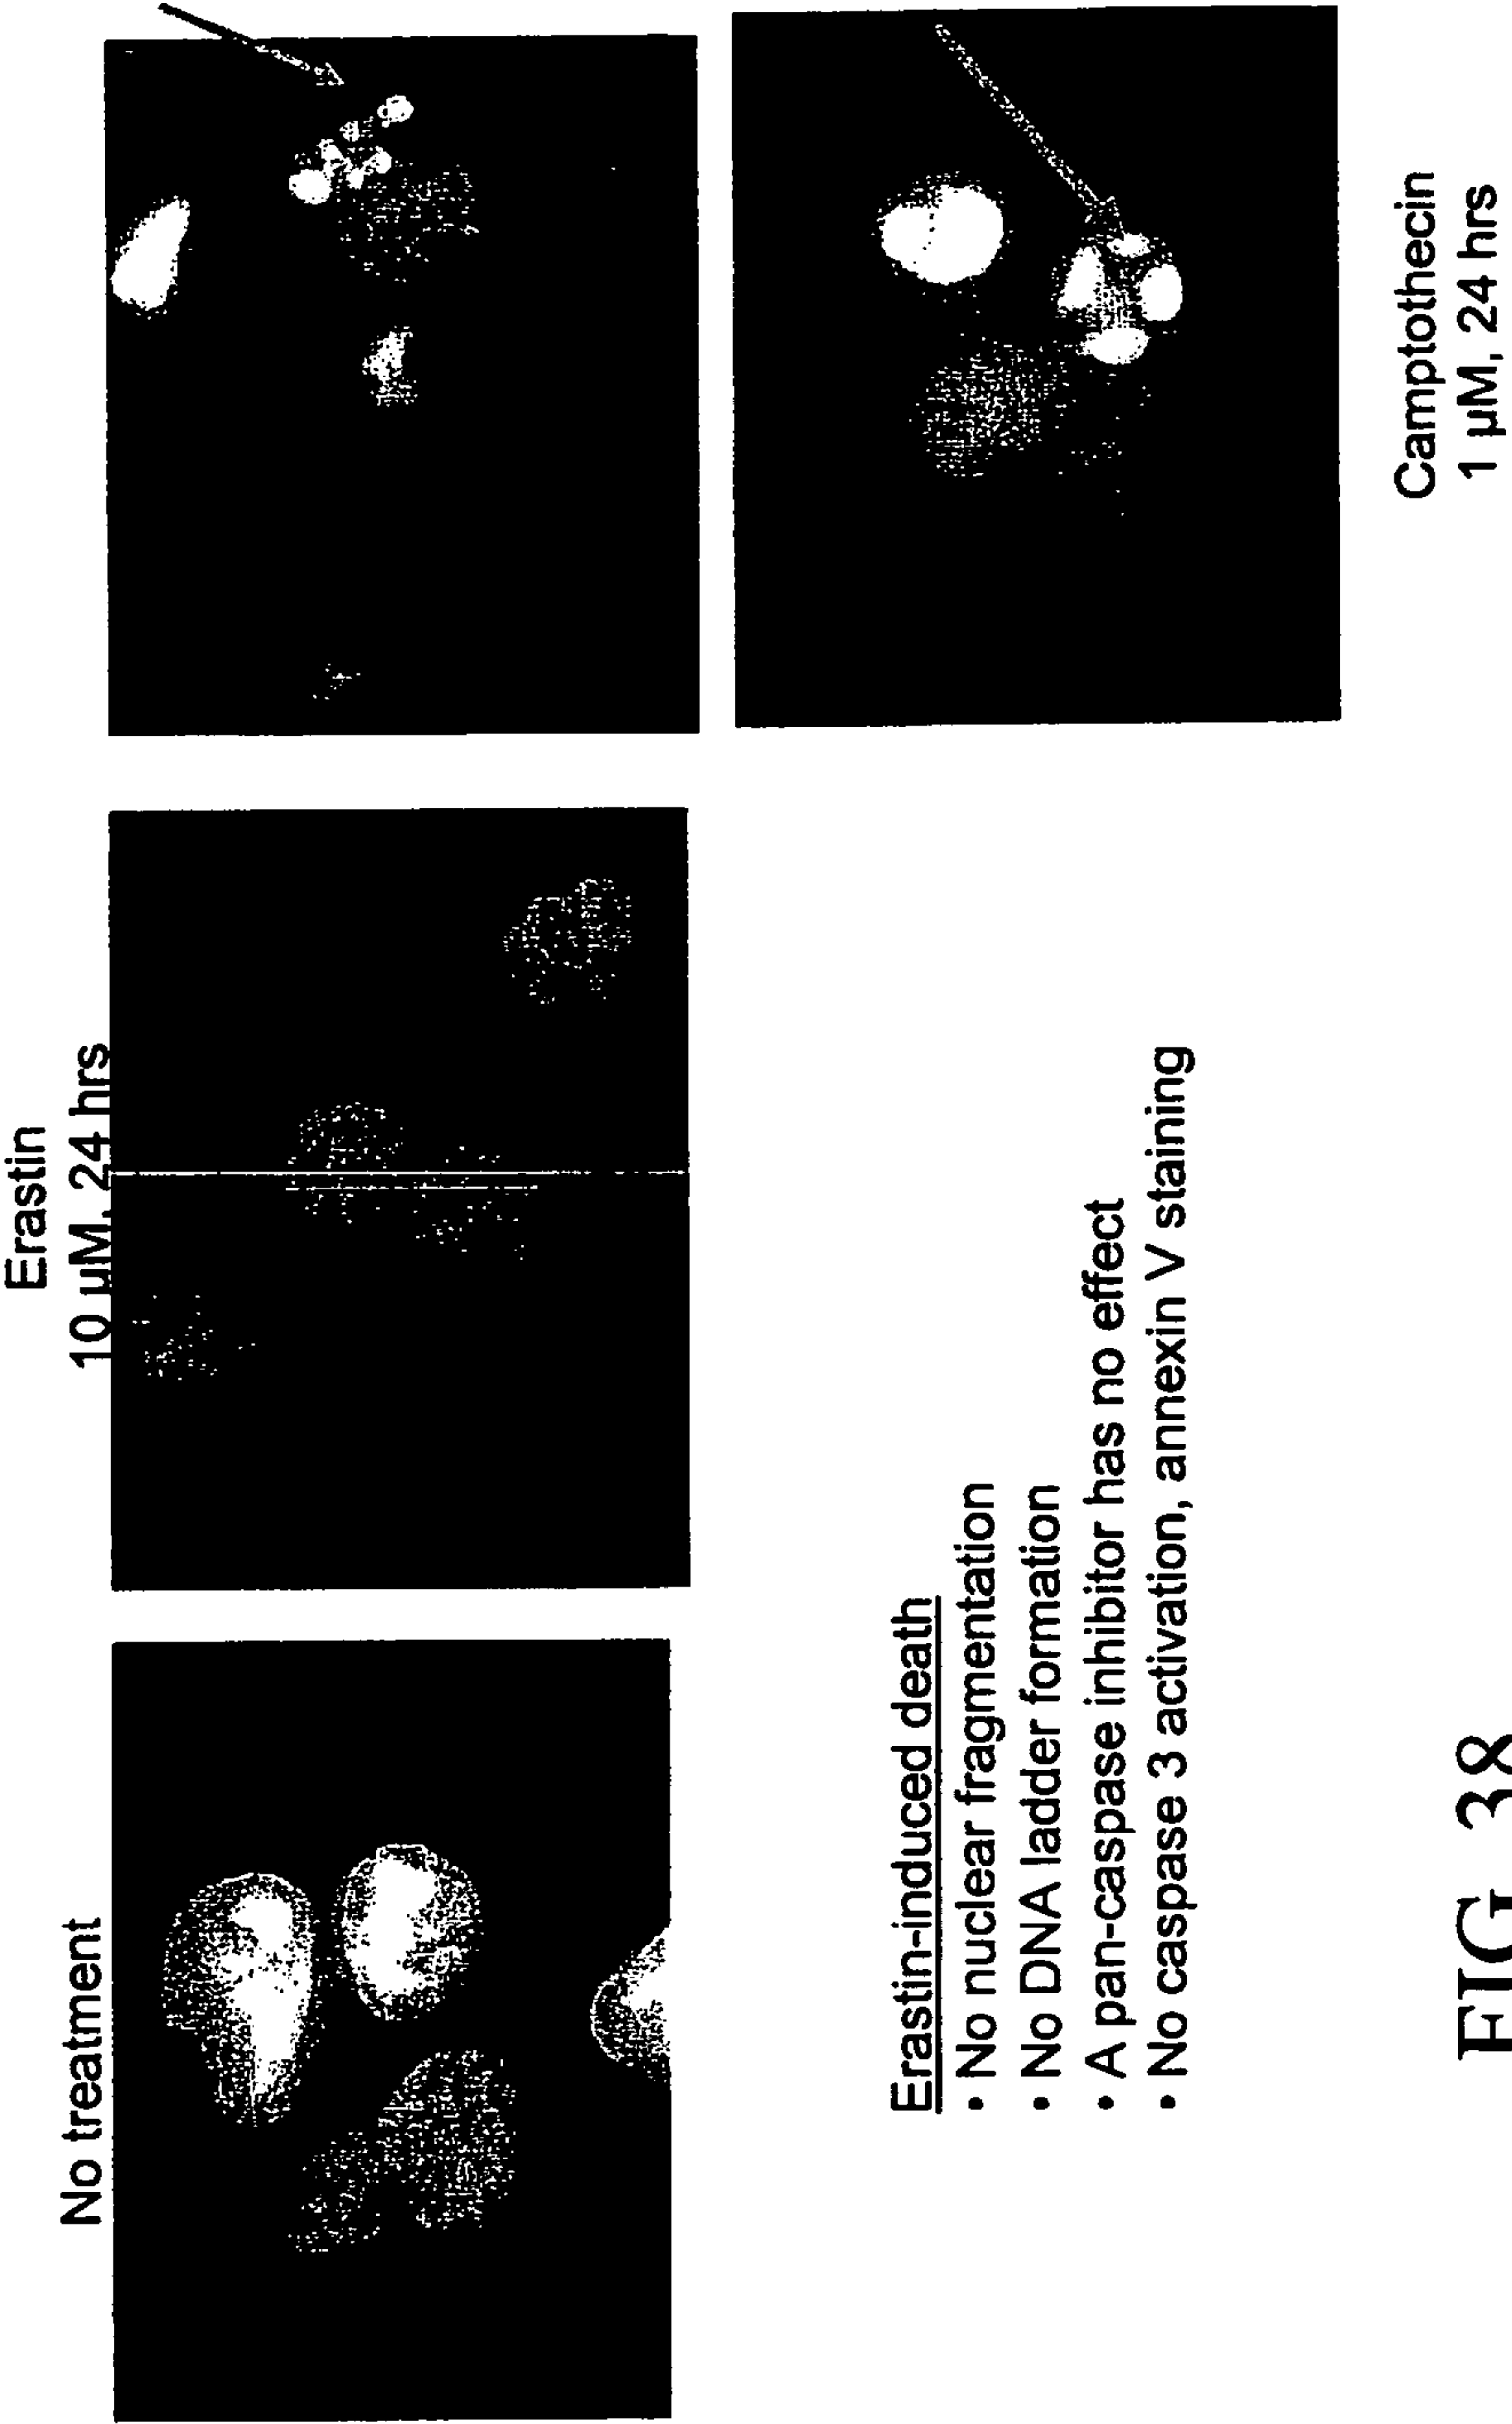 No treatment
Erastin
10 µM, 24 hrs
Camptothecin
1 µM, 24 hrs
Erastin-induced death
• No nuclear fragmentation
• No DNA ladder formation
• A pan-caspase inhibitor has no effect
• No caspase 3 activation, annexin V staining
FIG. 38